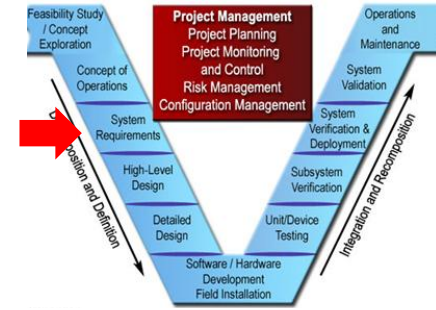 Feasibility Study
/ Concept
Exploration
Project Management
Project Planning
Project Monitoring
and Control
Risk Management
Configuration Management
Operations
and
Maintenance
Concept of
Operations
System
Validation
System
Requirements
System
Verification &
Deployment
High-Level
Design
Subsystem
Verification
Detailed
Design
Unit/Device
Testing
Software / Hardware
Development
Field Installation
position and Definition
Integration and Recomposition